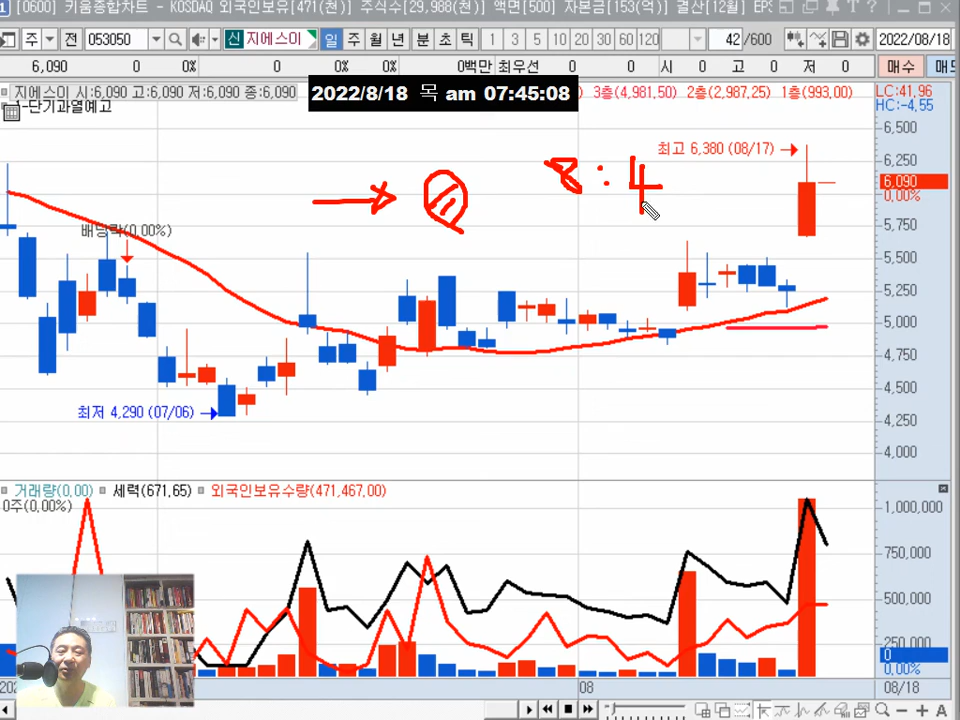 [0600] 키움종합차트 - KOSDAQ 외국인보유[471(천)] 주식수[29,988(천)] 액면[500] 자본금[153(억)] 결산[12월] EPS
주 전 053050 신 지에스이 일 주 월 년 분 초 틱 1 3 5 10 20 30 60 120 42 /600 2022/08/18
6,090 0 0% 0 0% 0% 0백만 최우선 0 0 시 0 고 0 저 0 매수 매도
지에스이 시:6,090 고:6,090 저:6,090 종:6,090 2022/8/18 목 am 07:45:08 3층(4,981,50) 2층(2,987,25) 1층(993,00) LC:41,96
1-단기과열예고 HC:-4,55
6,500
최고 6,380 (08/17)
8:4
6,250
6,090
0,00%
5,750
배당락(0,00%)
5,500
5,250
5,000
4,750
4,500
최저 4,290 (07/06)
4,250
4,000
거래량(0,00) 세력(671,65) 외국인보유수량(471,467,00)
0주(0,00%)
1,000,000
750,000
500,000
250,000
0
0,00%
08 08/18